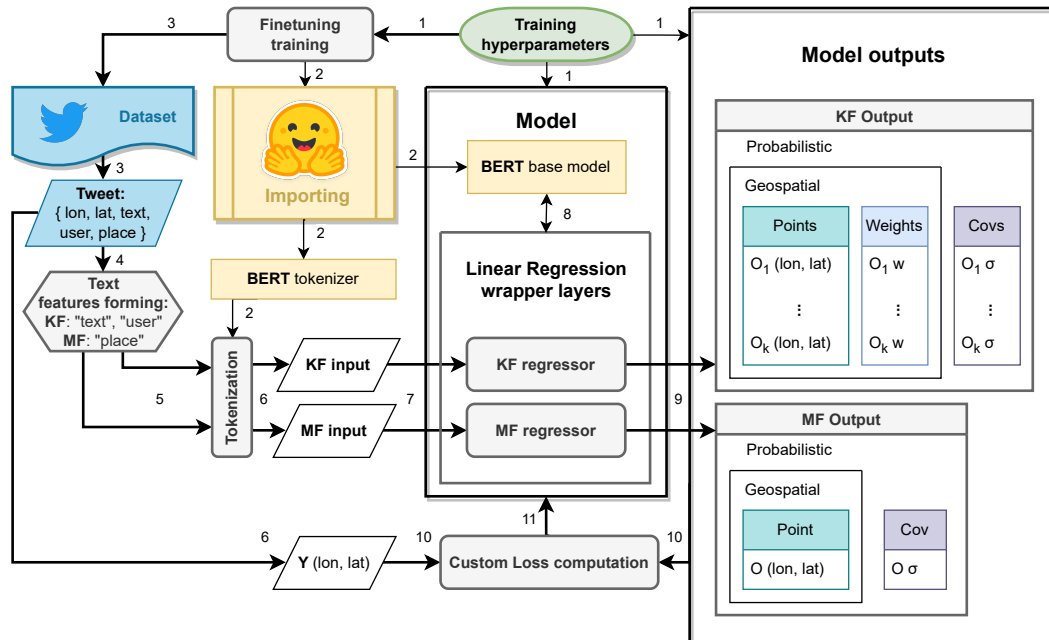 3
Finetuning
training
1
Training
hyperparameters
1
2
1
Dataset
3
Tweet:
{ lon, lat, text,
user, place }
4
Text
features forming:
KF: "text", "user"
MF: "place"
Importing
2
2
BERT tokenizer
2
Tokenization
5
6
KF input
MF input
7
Model
BERT base model
8
Linear Regression
wrapper layers
KF regressor
MF regressor
9
11
6
Y (lon, lat)
10
Custom Loss computation
10
Model outputs
KF Output
Probabilistic
Geospatial
Points
Weights
Covs
O1 (lon, lat)
O1 w
O1 σ
⋮
⋮
⋮
Ok (lon, lat)
Ok w
Ok σ
MF Output
Probabilistic
Geospatial
Point
Cov
O (lon, lat)
O σ